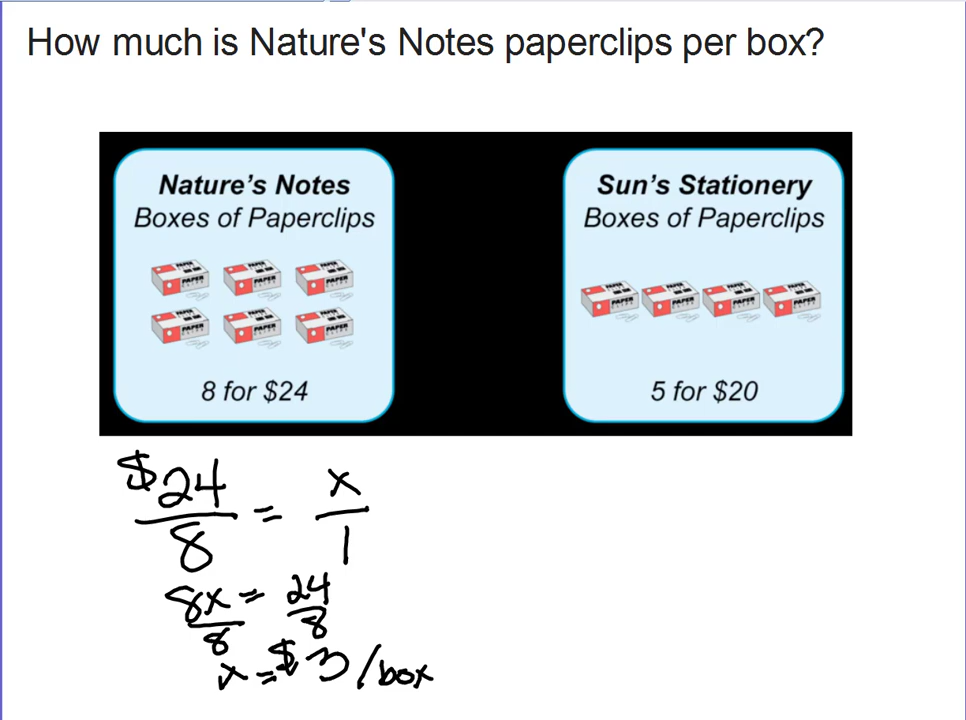 How much is Nature's Notes paperclips per box?
Nature's Notes
Boxes of Paperclips
8 for $24
Sun's Stationery
Boxes of Paperclips
5 for $20
$24/8 = x/1
8x/8 = 24/8
x = $3/box